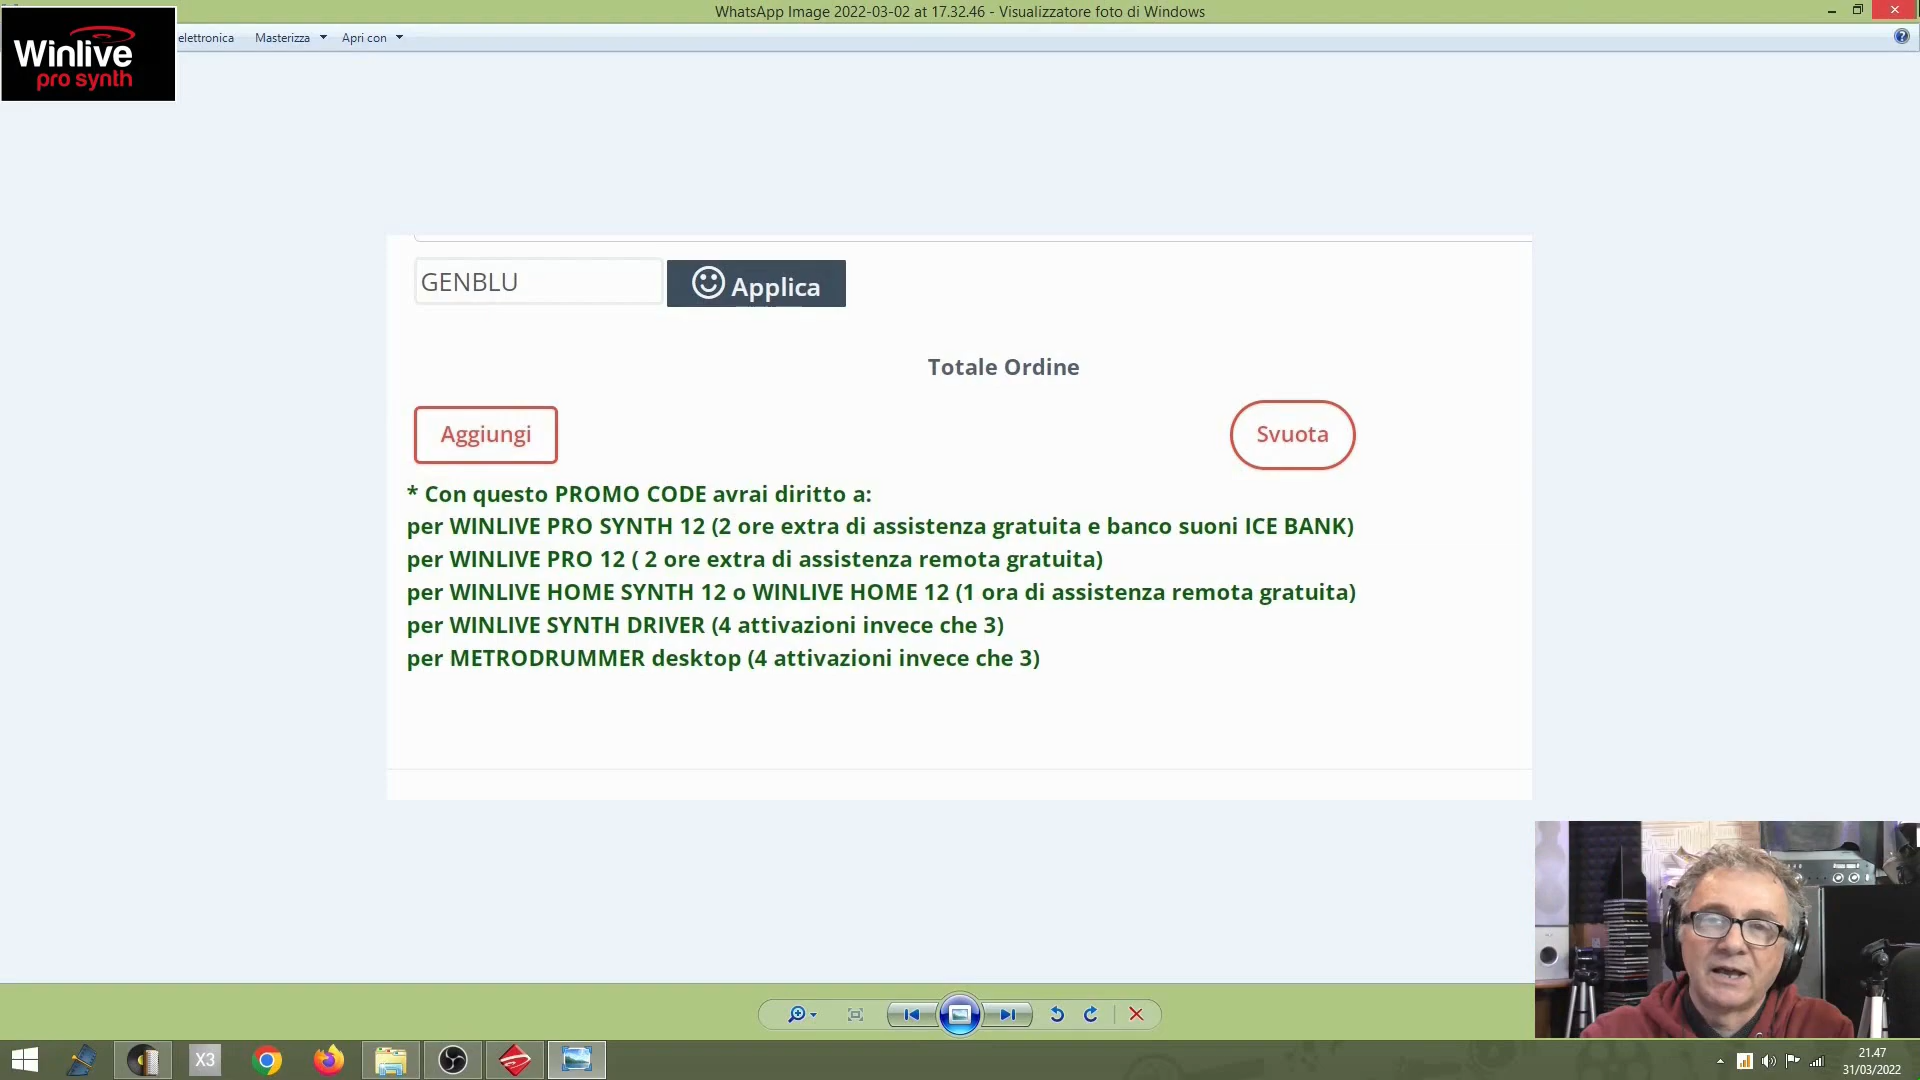 WhatsApp Image 2022-03-02 at 17.32.46 - Visualizzatore foto di Windows
Winlive
pro synth
elettronica Masterizza Apri con
GENBLU
Applica
Totale Ordine
Aggiungi
Svuota
* Con questo PROMO CODE avrai diritto a:
per WINLIVE PRO SYNTH 12 (2 ore extra di assistenza gratuita e banco suoni ICE BANK)
per WINLIVE PRO 12 ( 2 ore extra di assistenza remota gratuita)
per WINLIVE HOME SYNTH 12 o WINLIVE HOME 12 (1 ora di assistenza remota gratuita)
per WINLIVE SYNTH DRIVER (4 attivazioni invece che 3)
per METRODRUMMER desktop (4 attivazioni invece che 3)
X3
21.47
31/03/2022